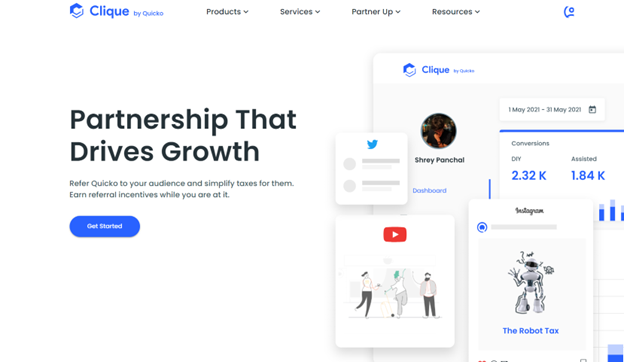 Clique by Quicko
Products
Services
Partner Up
Resources
Partnership That
Drives Growth
Refer Quicko to your audience and simplify taxes for them.
Earn referral incentives while you are at it.
Get Started
Clique by Quicko
Shrey Panchal
Dashboard
1 May 2021 - 31 May 2021
Conversions
DIY
Assisted
2.32 K
1.84 K
Instagram
The Robot Tax